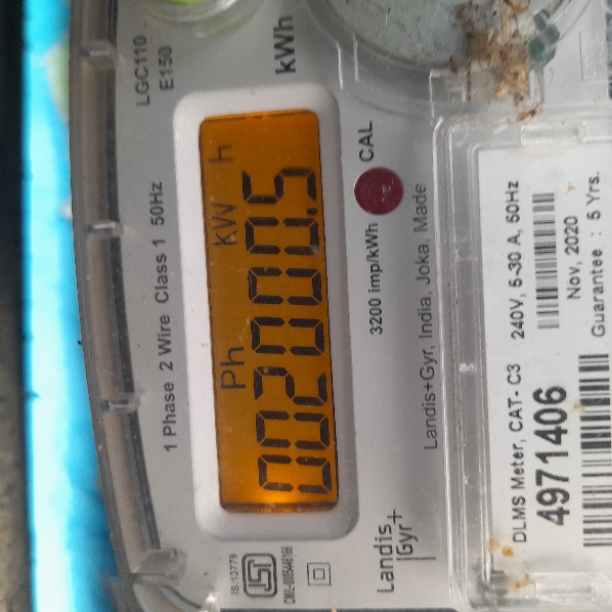 LGC110
E150
1 Phase 2 Wire Class 1 50Hz
kWh
Ph kW h
002000.5
IS:13779
3200 imp/kWh CAL
Landis
Gyr+
Landis+Gyr, India, Joka, Made
DLMS Meter, CAT- C3 240V, 5-30 A, 50Hz
4971406
Nov, 2020
Guarantee : 5 Yrs.